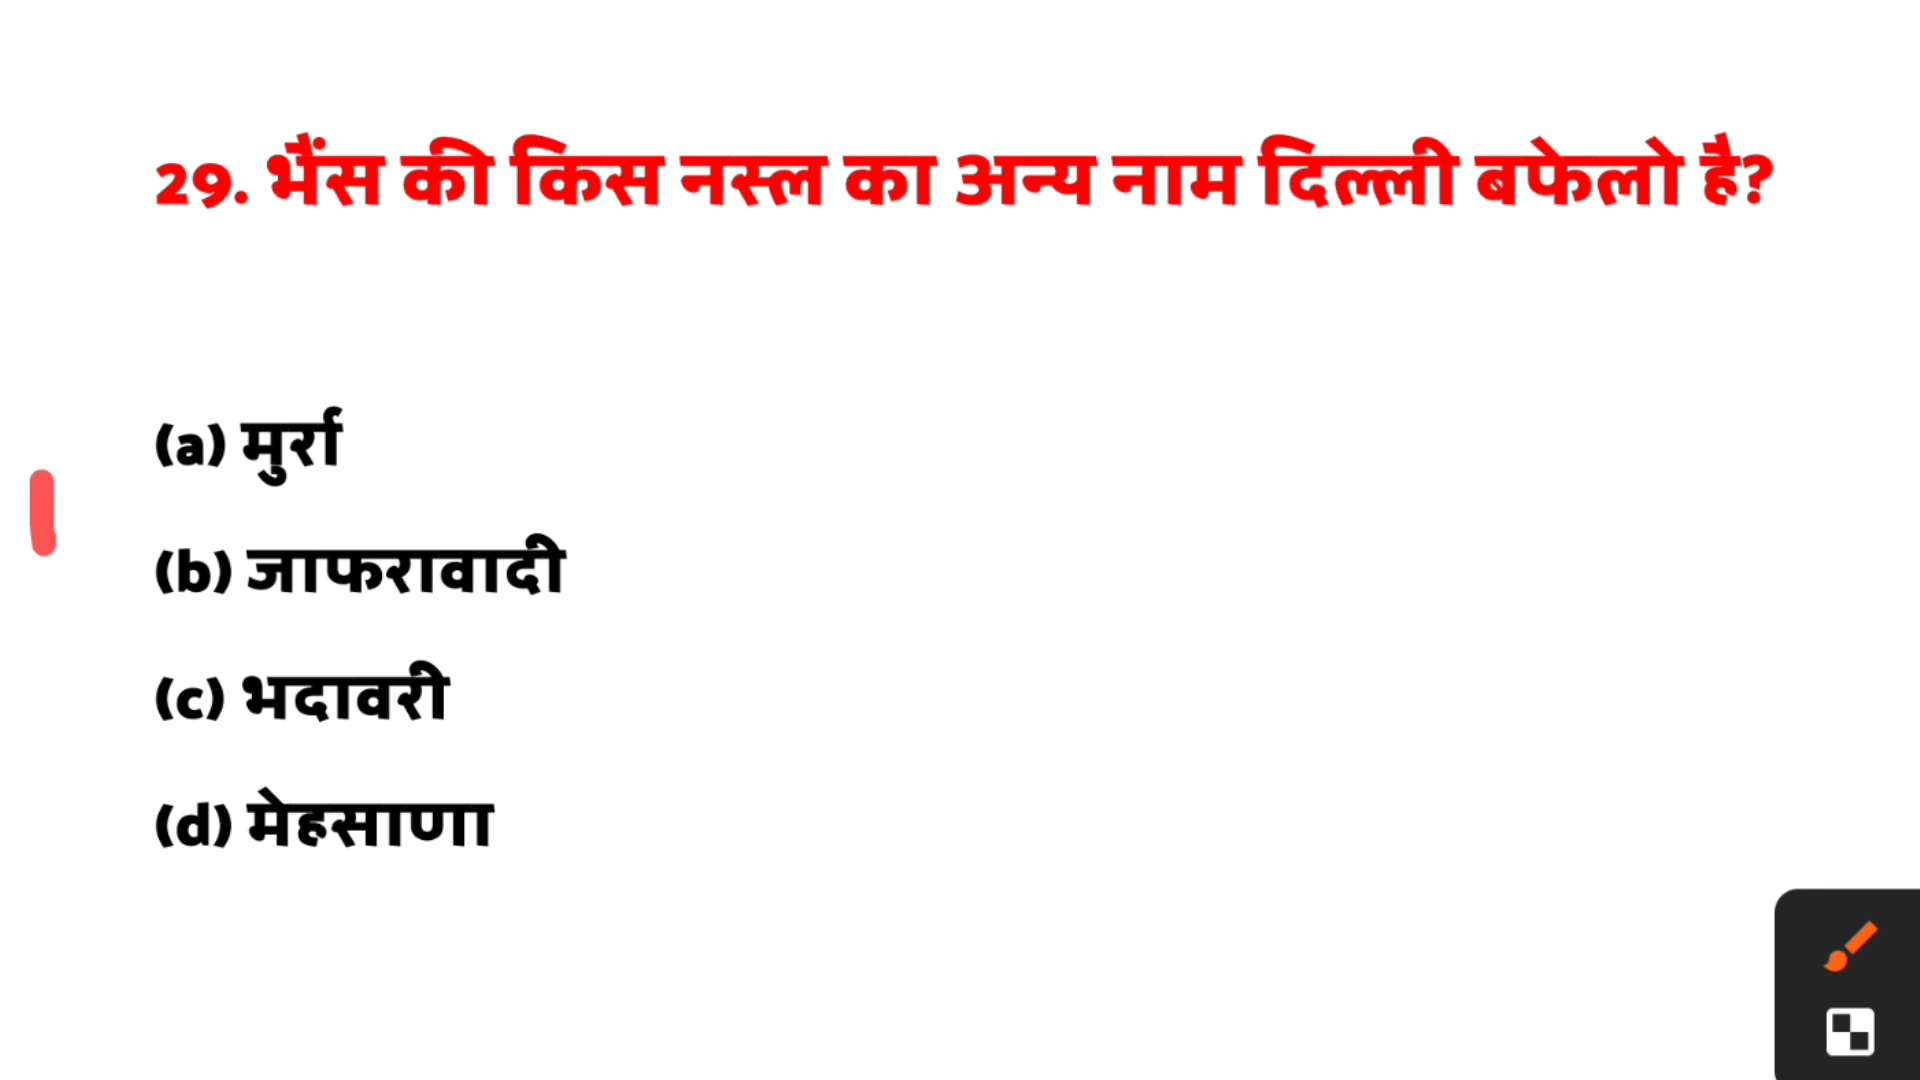 29. भैंस की किस नस्ल का अन्य नाम दिल्ली बफेलो है?
(a) मुर्रा
(b) जाफरावादी
(c) भदावरी
(d) मेहसाणा